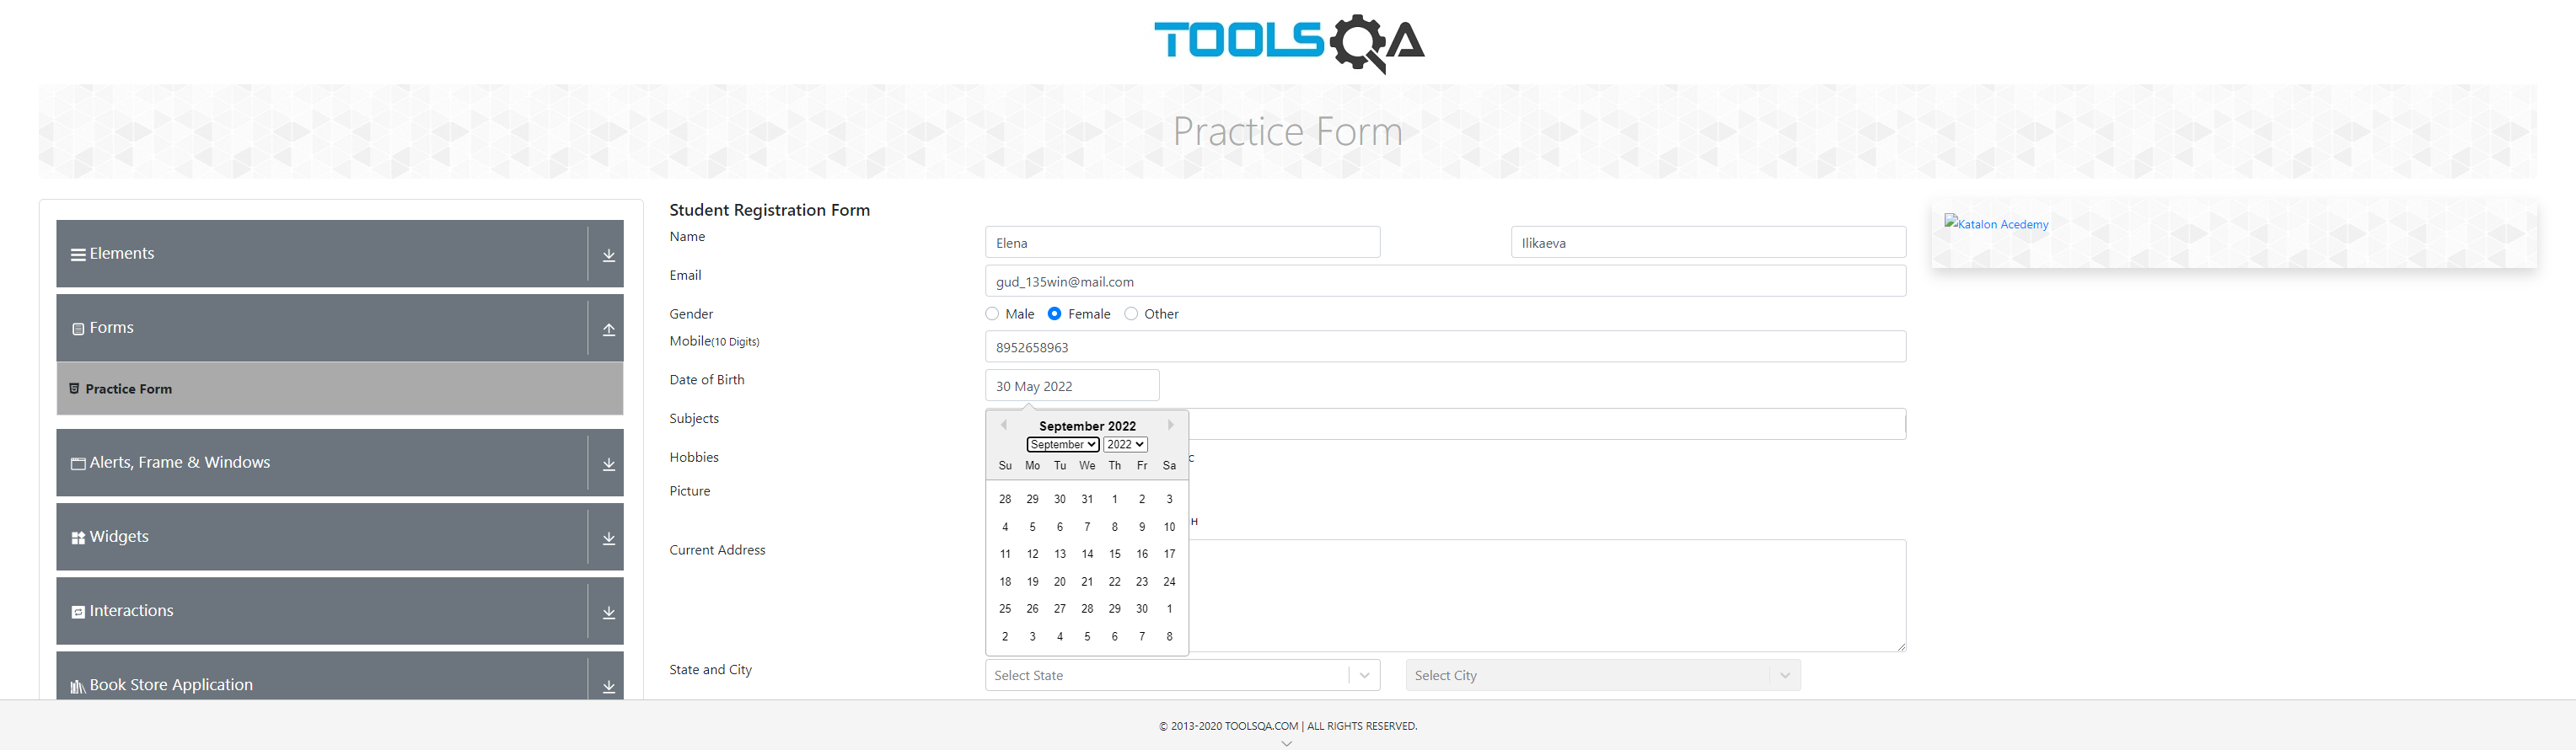 TOOLSQA
Practice Form
Elements
Forms
Practice Form
Alerts, Frame & Windows
Widgets
Interactions
Book Store Application
Student Registration Form
Name
Elena
Ilikaeva
Email
gud_135win@mail.com
Gender
Male Female Other
Mobile(10 Digits)
8952658963
Date of Birth
30 May 2022
Subjects
September 2022
September 2022
Su Mo Tu We Th Fr Sa
28 29 30 31 1 2 3
4 5 6 7 8 9 10
11 12 13 14 15 16 17
18 19 20 21 22 23 24
25 26 27 28 29 30 1
2 3 4 5 6 7 8
Hobbies
c
Picture
н
Current Address
State and City
Select State
Select City
Katalon Acedemy
© 2013-2020 TOOLSQA.COM | ALL RIGHTS RESERVED.